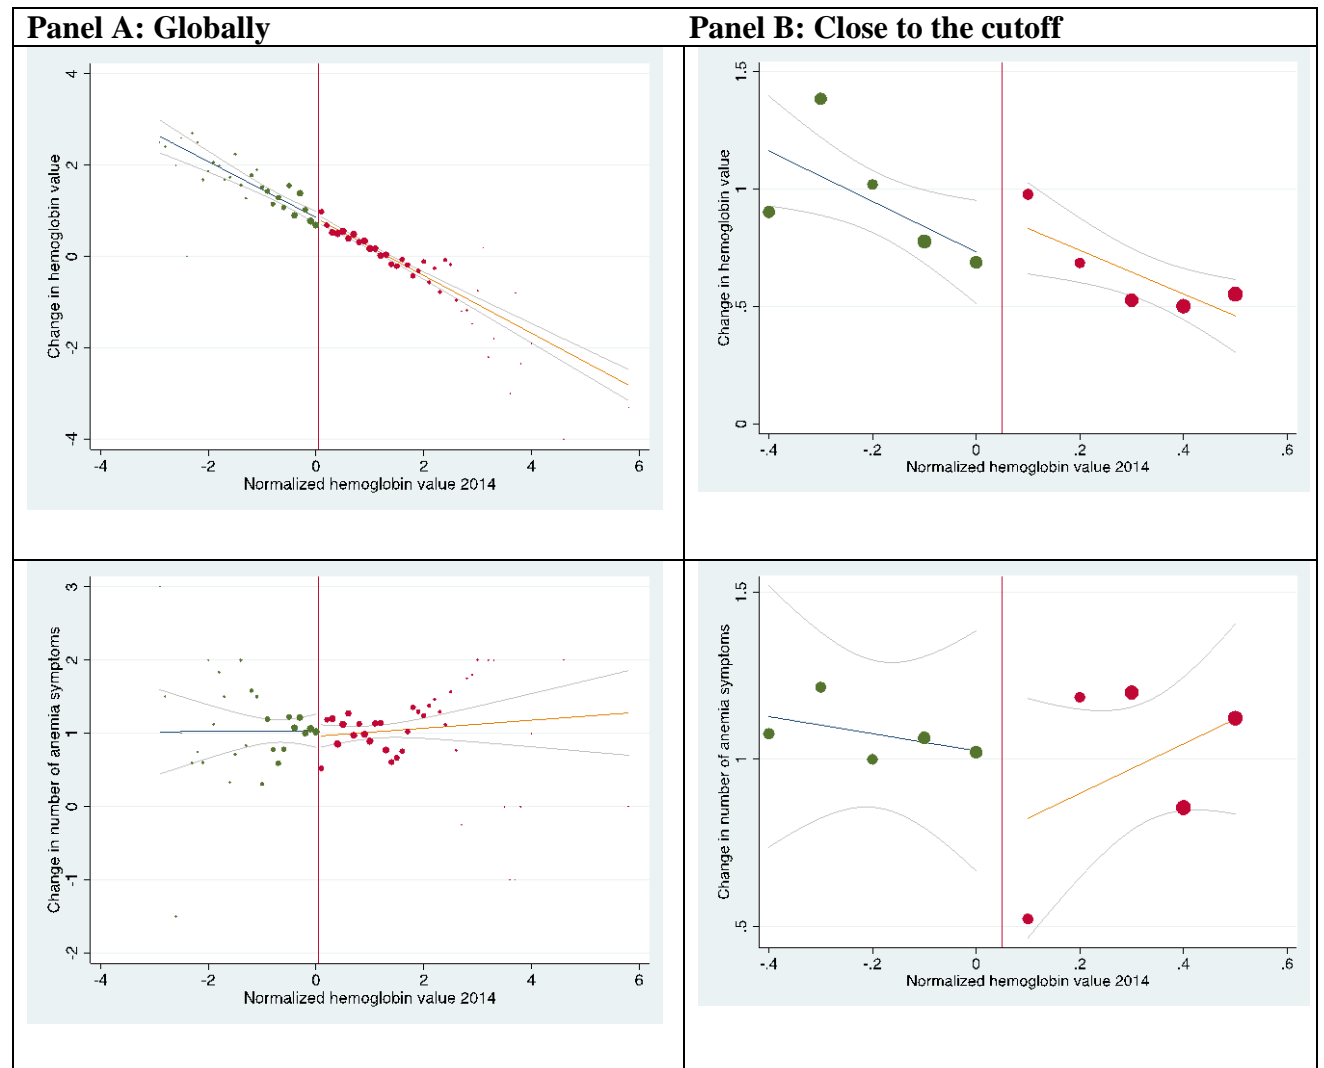 Panel A: Globally
Panel B: Close to the cutoff
Change in hemoglobin value
4
2
0
-2
-4
-4 -2 0 2 4 6
Normalized hemoglobin value 2014
Change in hemoglobin value
1.5
1
.5
0
-.4 -.2 0 .2 .4 .6
Normalized hemoglobin value 2014
Change in number of anemia symptoms
3
2
1
0
-1
-2
-4 -2 0 2 4 6
Normalized hemoglobin value 2014
Change in number of anemia symptoms
1.5
1
.5
-.4 -.2 0 .2 .4 .6
Normalized hemoglobin value 2014